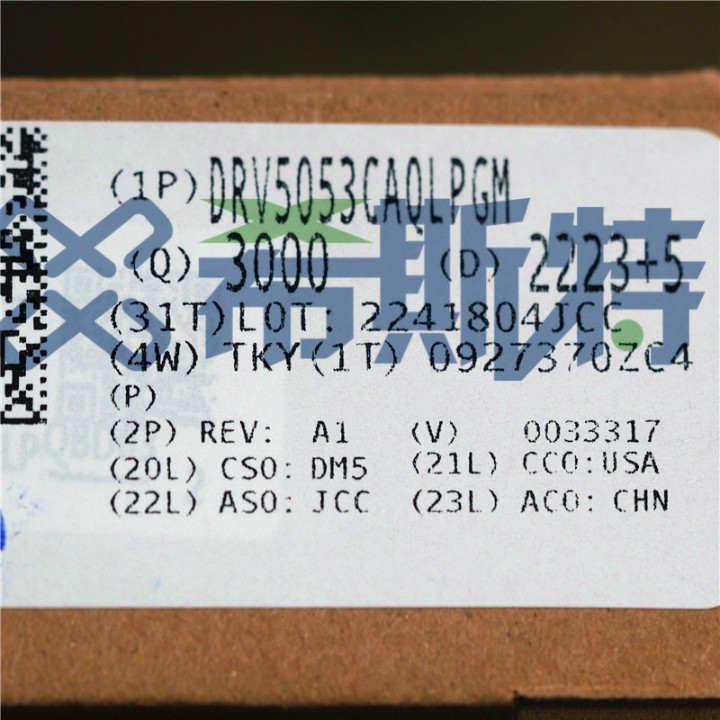 (1P) DRV5053CAQLPGM
希斯特
(Q) 3000 (D) 2223+5
(31T)LOT: 2241804JCC
(4W) TKY(1T) 0927370ZC4
(P)
(2P) REV: A1 (V) 0033317
(20L) CSO: DM5 (21L) CCO:USA
(22L) ASO: JCC (23L) ACO: CHN